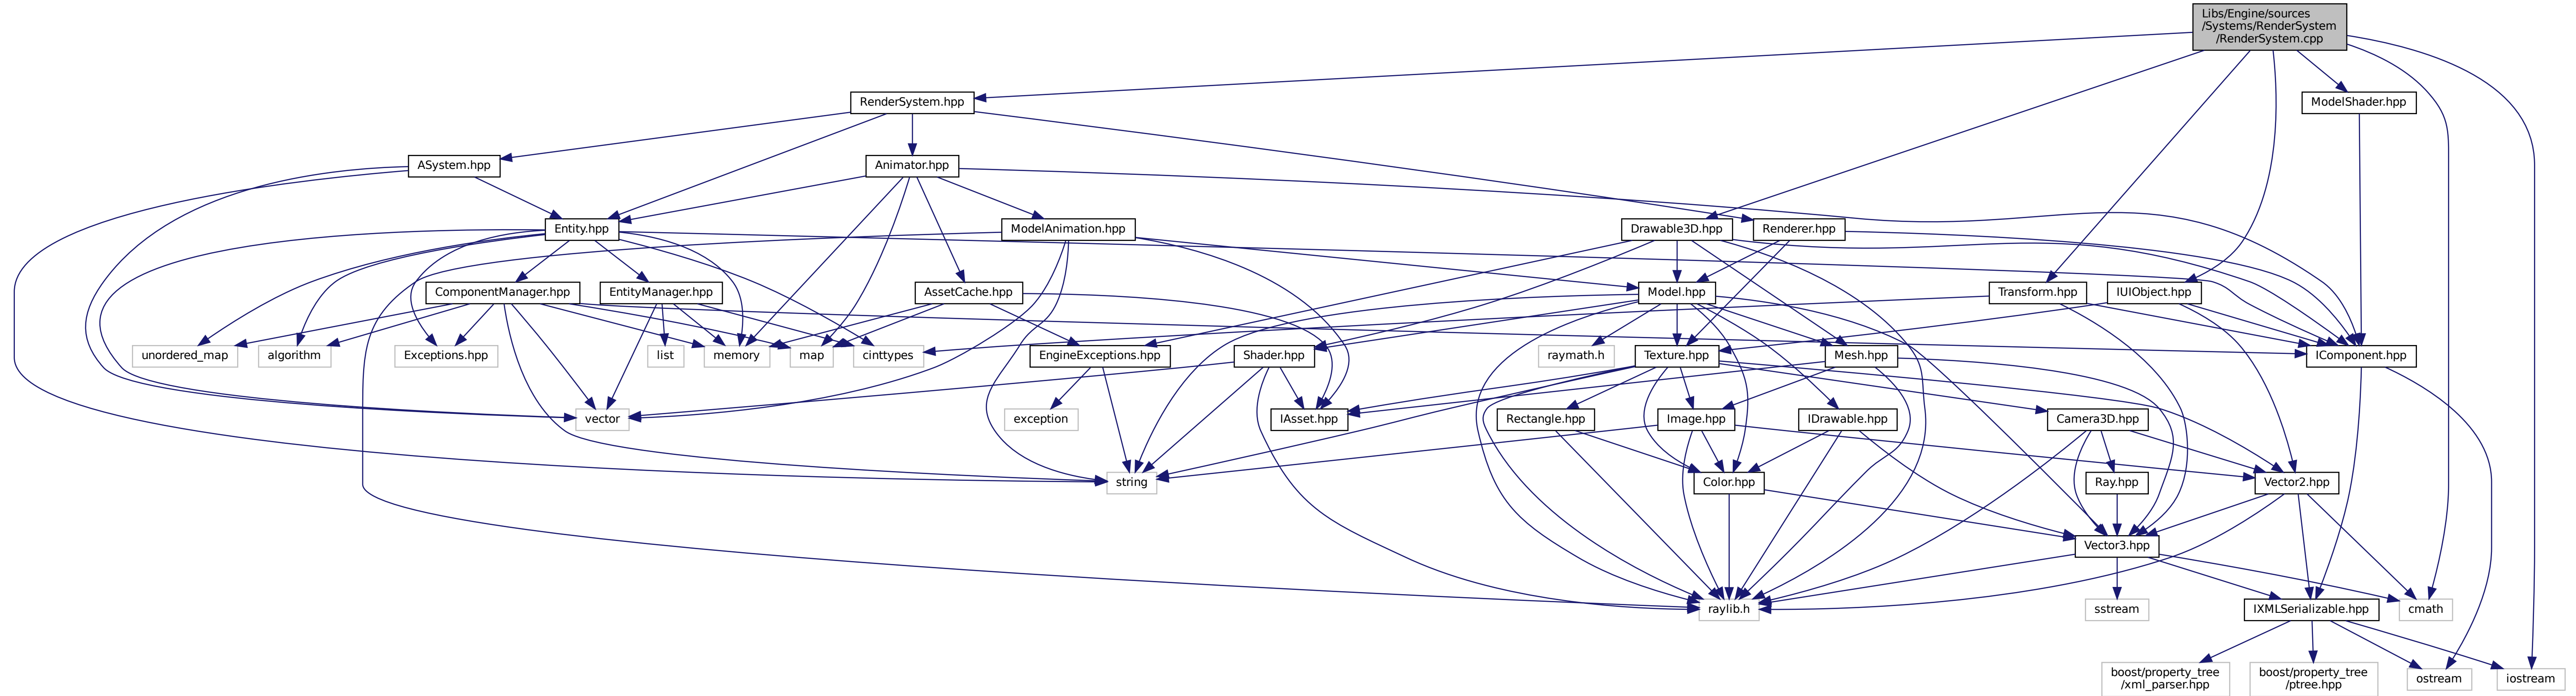 Libs/Engine/sources
/Systems/RenderSystem
/RenderSystem.cpp
RenderSystem.hpp
ModelShader.hpp
ASystem.hpp
Animator.hpp
Entity.hpp
ModelAnimation.hpp
Drawable3D.hpp
Renderer.hpp
ComponentManager.hpp
EntityManager.hpp
AssetCache.hpp
Model.hpp
Transform.hpp
IUIObject.hpp
unordered_map
algorithm
Exceptions.hpp
list
memory
map
cinttypes
EngineExceptions.hpp
Shader.hpp
raymath.h
Texture.hpp
Mesh.hpp
IComponent.hpp
vector
exception
IAsset.hpp
Rectangle.hpp
Image.hpp
IDrawable.hpp
Camera3D.hpp
string
Color.hpp
Ray.hpp
Vector2.hpp
Vector3.hpp
raylib.h
sstream
IXMLSerializable.hpp
cmath
boost/property_tree
/xml_parser.hpp
boost/property_tree
/ptree.hpp
ostream
iostream